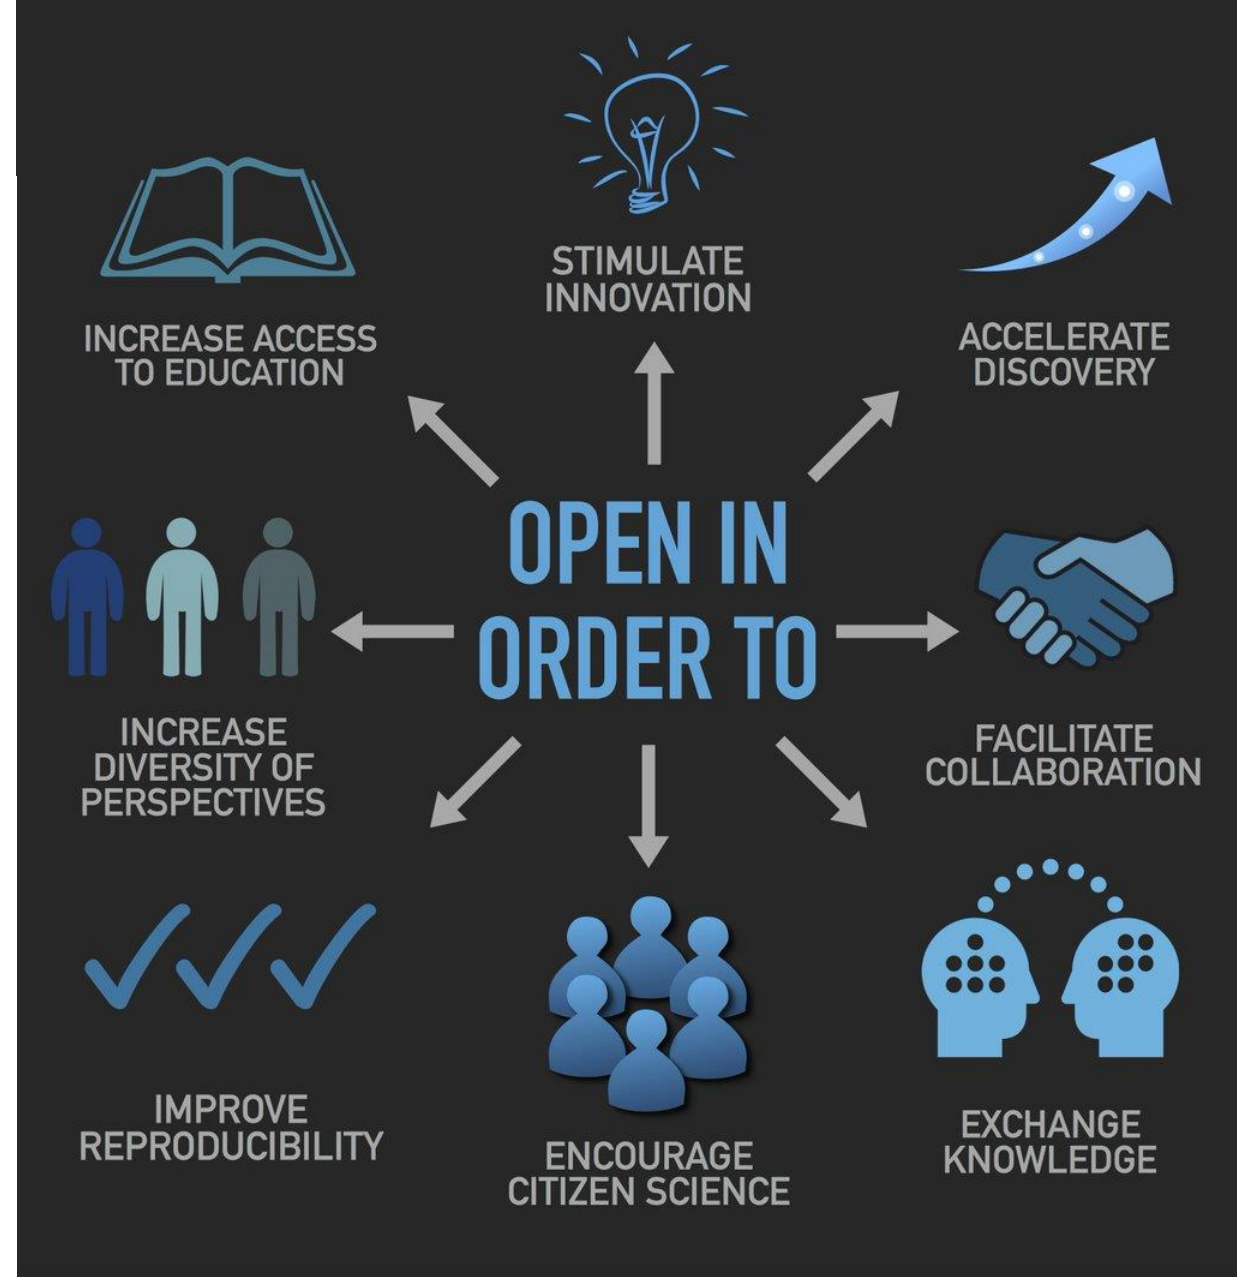 STIMULATE
INNOVATION
INCREASE ACCESS
TO EDUCATION
ACCELERATE
DISCOVERY
OPEN IN
ORDER TO
INCREASE
DIVERSITY OF
PERSPECTIVES
FACILITATE
COLLABORATION
IMPROVE
REPRODUCIBILITY
ENCOURAGE
CITIZEN SCIENCE
EXCHANGE
KNOWLEDGE